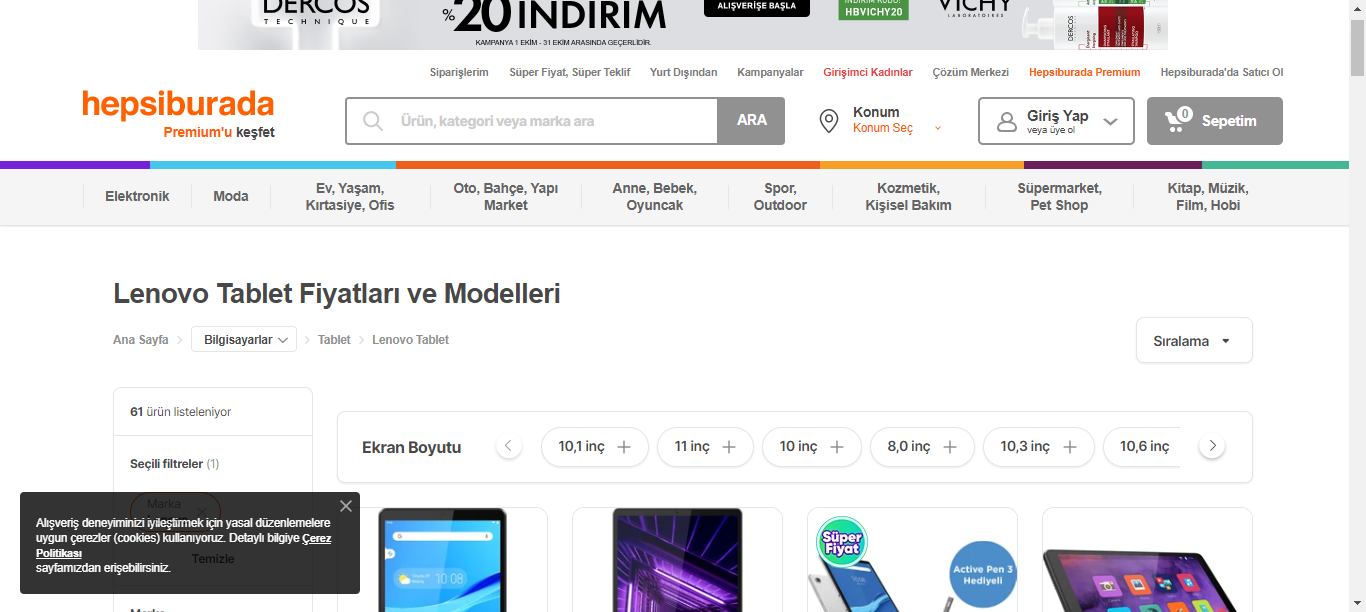 DERCOS
TECHNIQUE
%20 İNDİRİM
KAMPANYA 1 EKİM - 31 EKİM ARASINDA GEÇERLİDİR.
ALIŞVERİŞE BAŞLA
İNDİRİM KODU:
HBVICHY20
VICHY
LABORATOIRES
DERCOS
Siparişlerim
Süper Fiyat, Süper Teklif
Yurt Dışından
Kampanyalar
Girişimci Kadınlar
Çözüm Merkezi
Hepsiburada Premium
Hepsiburada'da Satıcı Ol
hepsiburada
Premium'u keşfet
Ürün, kategori veya marka ara
ARA
Konum
Konum Seç
Giriş Yap
veya üye ol
0
Sepetim
Elektronik
Moda
Ev, Yaşam,
Kırtasiye, Ofis
Oto, Bahçe, Yapı
Market
Anne, Bebek,
Oyuncak
Spor,
Outdoor
Kozmetik,
Kişisel Bakım
Süpermarket,
Pet Shop
Kitap, Müzik,
Film, Hobi
Lenovo Tablet Fiyatları ve Modelleri
Ana Sayfa
Bilgisayarlar
Tablet
Lenovo Tablet
Sıralama
61 ürün listeleniyor
Seçili filtreler (1)
Marka
Temizle
Ekran Boyutu
10,1 inç
11 inç
10 inç
8,0 inç
10,3 inç
10,6 inç
Alışveriş deneyiminizi iyileştirmek için yasal düzenlemelere
uygun çerezler (cookies) kullanıyoruz. Detaylı bilgiye Çerez
Politikası
sayfamızdan erişebilirsiniz.
10:08
Süper
Fiyat
Active Pen 3
Hediyeli